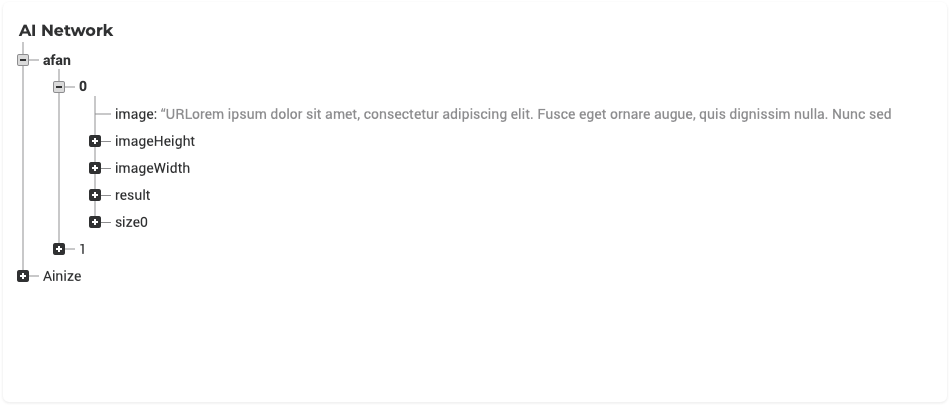 AI Network
afan
0
image: “URLorem ipsum dolor sit amet, consectetur adipiscing elit. Fusce eget ornare augue, quis dignissim nulla. Nunc sed
imageHeight
imageWidth
result
size0
1
Ainize